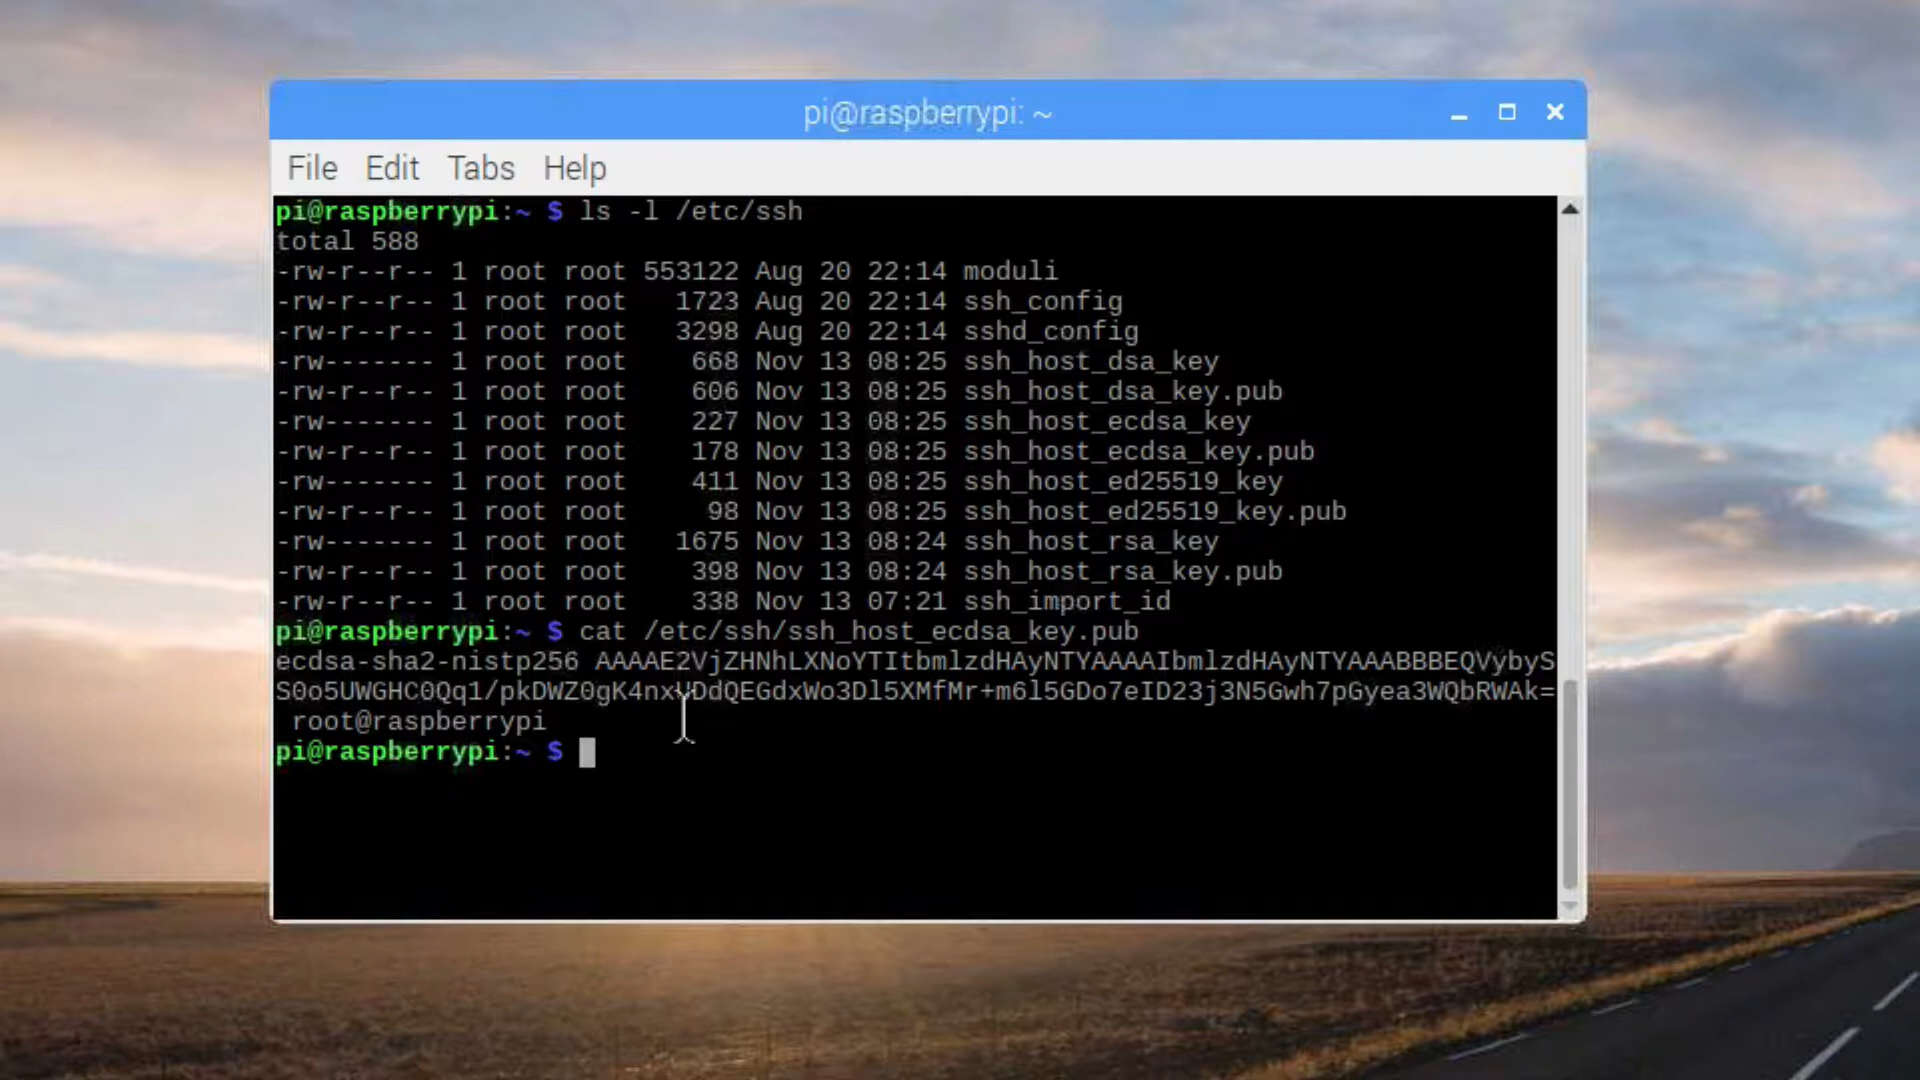 pi@raspberrypi: ~
File Edit Tabs Help
pi@raspberrypi:~ $ ls -l /etc/ssh
total 588
-rw-r--r-- 1 root root 553122 Aug 20 22:14 moduli
-rw-r--r-- 1 root root   1723 Aug 20 22:14 ssh_config
-rw-r--r-- 1 root root   3298 Aug 20 22:14 sshd_config
-rw------- 1 root root    668 Nov 13 08:25 ssh_host_dsa_key
-rw-r--r-- 1 root root    606 Nov 13 08:25 ssh_host_dsa_key.pub
-rw------- 1 root root    227 Nov 13 08:25 ssh_host_ecdsa_key
-rw-r--r-- 1 root root    178 Nov 13 08:25 ssh_host_ecdsa_key.pub
-rw------- 1 root root    411 Nov 13 08:25 ssh_host_ed25519_key
-rw-r--r-- 1 root root     98 Nov 13 08:25 ssh_host_ed25519_key.pub
-rw------- 1 root root   1675 Nov 13 08:24 ssh_host_rsa_key
-rw-r--r-- 1 root root    398 Nov 13 08:24 ssh_host_rsa_key.pub
-rw-r--r-- 1 root root    338 Nov 13 07:21 ssh_import_id
pi@raspberrypi:~ $ cat /etc/ssh/ssh_host_ecdsa_key.pub
ecdsa-sha2-nistp256 AAAAE2VjZHNhLXNoYTItbmlzdHAyNTYAAAAIbmlzdHAyNTYAAABBBEQVybyS
S0o5UWGHC0Qq1/pkDWZ0gK4nxVDdQEGdxWo3Dl5XMfMr+m6l5GDo7eID23j3N5Gwh7pGyea3WQbRWAk=
 root@raspberrypi
pi@raspberrypi:~ $